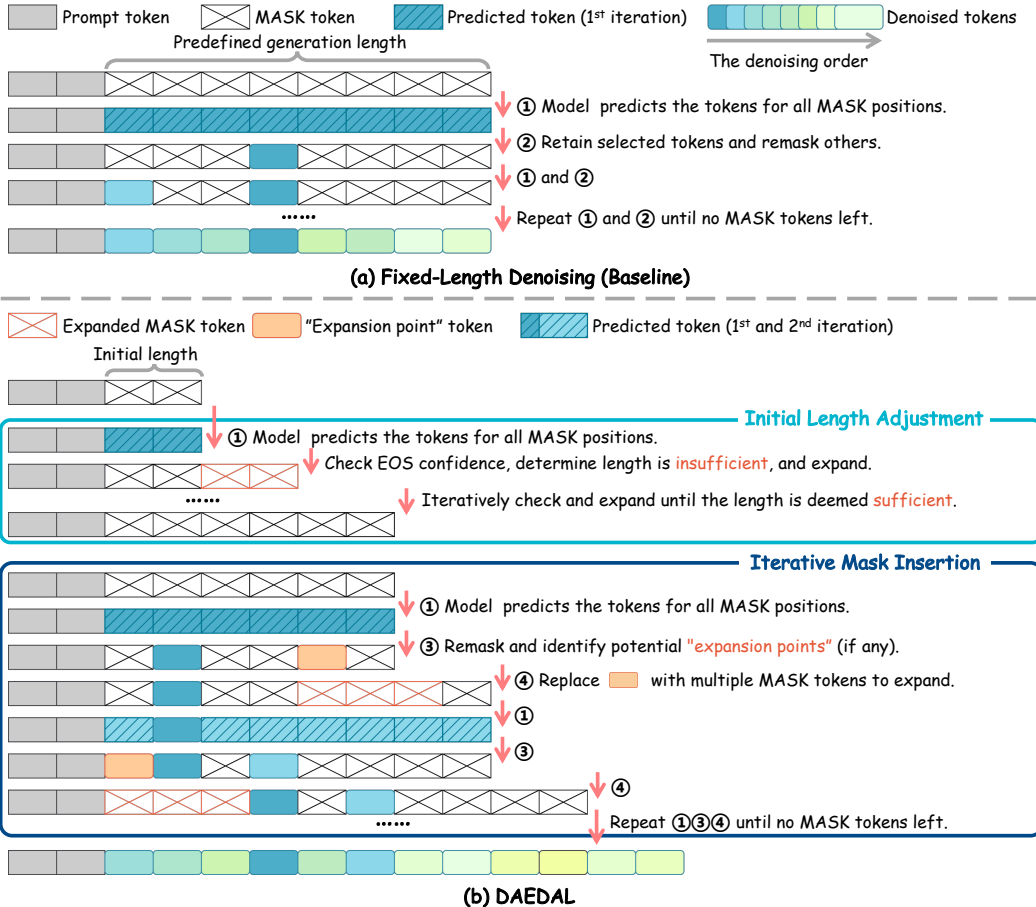 Prompt token MASK token Predicted token (1st iteration) Denoised tokens
Predefined generation length
The denoising order
① Model predicts the tokens for all MASK positions.
② Retain selected tokens and remask others.
① and ②
......
Repeat ① and ② until no MASK tokens left.
(a) Fixed-Length Denoising (Baseline)
Expanded MASK token "Expansion point" token Predicted token (1st and 2nd iteration)
Initial length
Initial Length Adjustment
① Model predicts the tokens for all MASK positions.
Check EOS confidence, determine length is insufficient, and expand.
......
Iteratively check and expand until the length is deemed sufficient.
Iterative Mask Insertion
① Model predicts the tokens for all MASK positions.
③ Remask and identify potential "expansion points" (if any).
④ Replace with multiple MASK tokens to expand.
①
③
④
......
Repeat ①③④ until no MASK tokens left.
(b) DAEDAL